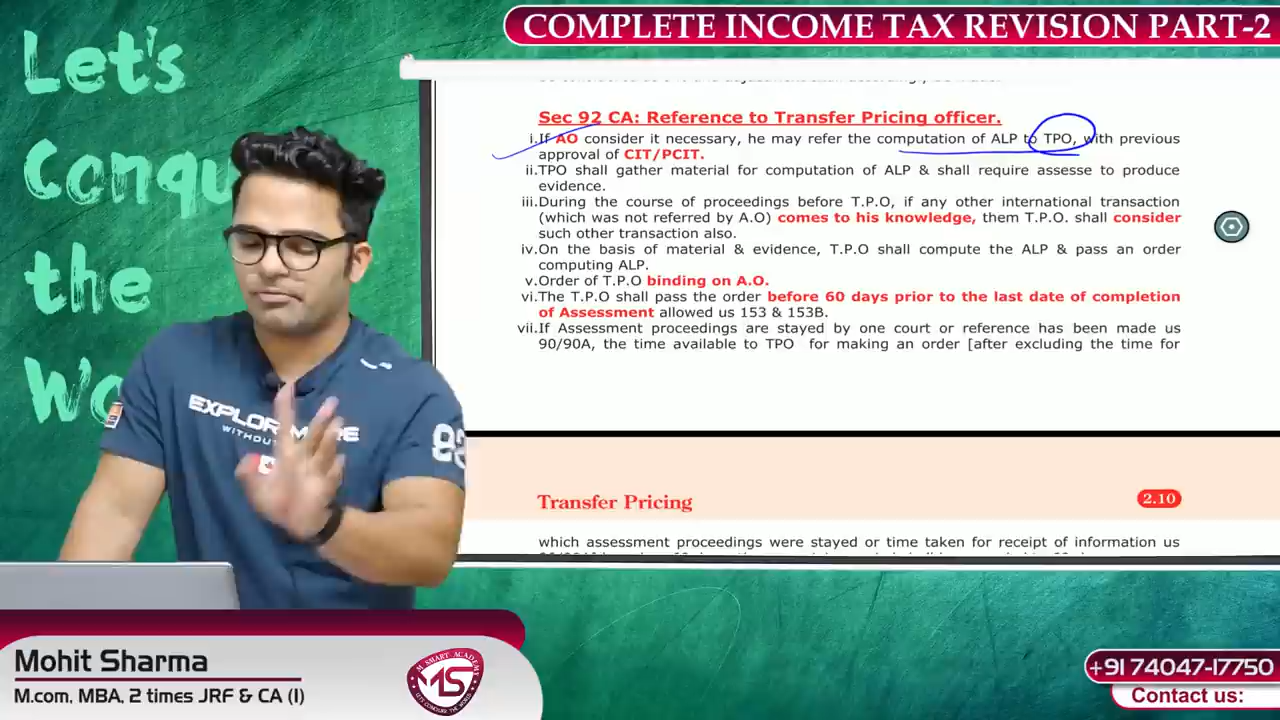 COMPLETE INCOME TAX REVISION PART-2
Let's
Conqu
the
Wo
Sec 92 CA: Reference to Transfer Pricing officer.
i.If AO consider it necessary, he may refer the computation of ALP to TPO, with previous
approval of CIT/PCIT.
ii.TPO shall gather material for computation of ALP & shall require assesse to produce
evidence.
iii.During the course of proceedings before T.P.O, if any other international transaction
(which was not referred by A.O) comes to his knowledge, them T.P.O. shall consider
such other transaction also.
iv.On the basis of material & evidence, T.P.O shall compute the ALP & pass an order
computing ALP.
v.Order of T.P.O binding on A.O.
vi.The T.P.O shall pass the order before 60 days prior to the last date of completion
of Assessment allowed us 153 & 153B.
vii.If Assessment proceedings are stayed by one court or reference has been made us
90/90A, the time available to TPO for making an order [after excluding the time for
Transfer Pricing 2.10
which assessment proceedings were stayed or time taken for receipt of information us
EXPLOR M RE
WITHOU
Mohit Sharma
M.com, MBA, 2 times JRF & CA (I)
M SMART ACADEMY
MS
+91 74047-17750
Contact us: